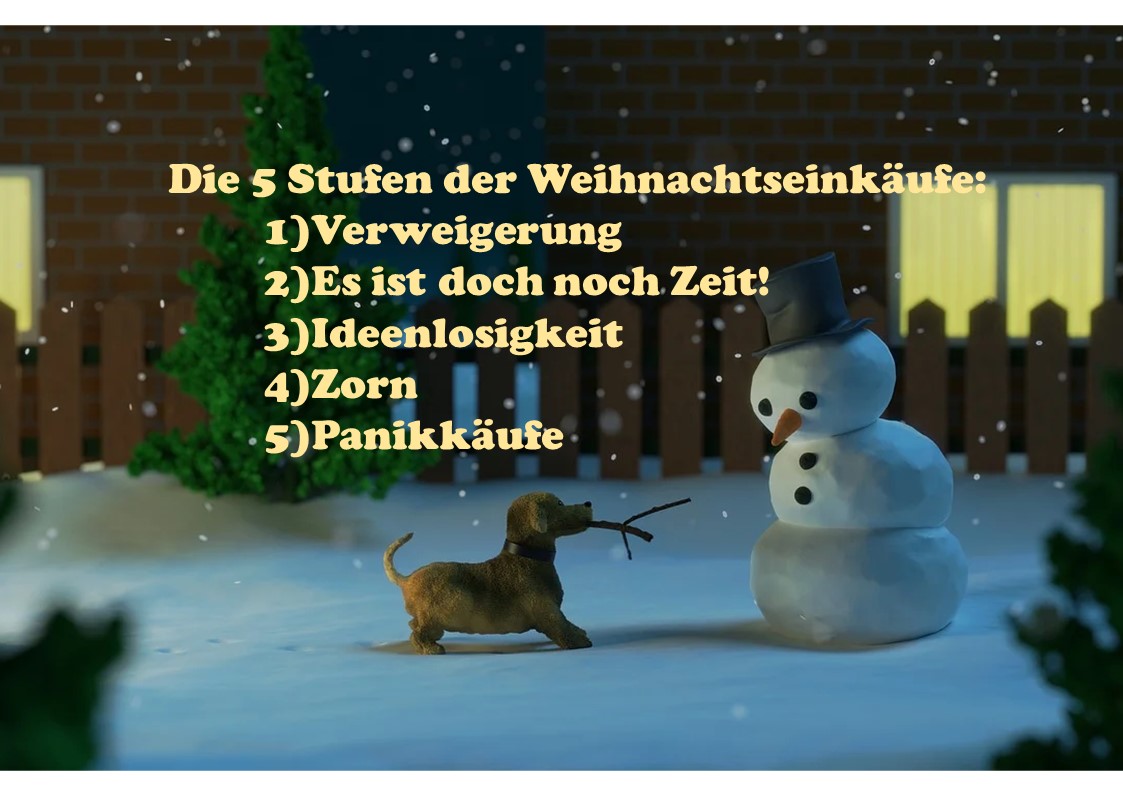 Die 5 Stufen der Weihnachtseinkäufe:
1)Verweigerung
2)Es ist doch noch Zeit!
3)Ideenlosigkeit
4)Zorn
5)Panikkäufe